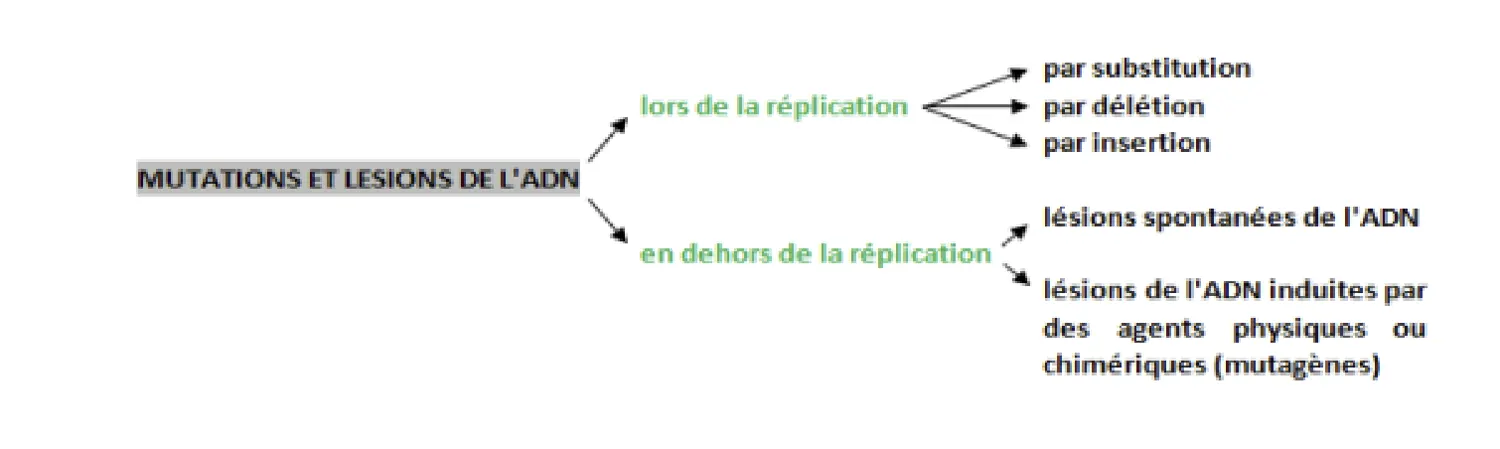 MUTATIONS ET LESIONS DE L'ADN
lors de la réplication
par substitution
par délétion
par insertion
en dehors de la réplication
lésions spontanées de l'ADN
lésions de l'ADN induites par
des agents physiques ou
chimériques (mutagènes)